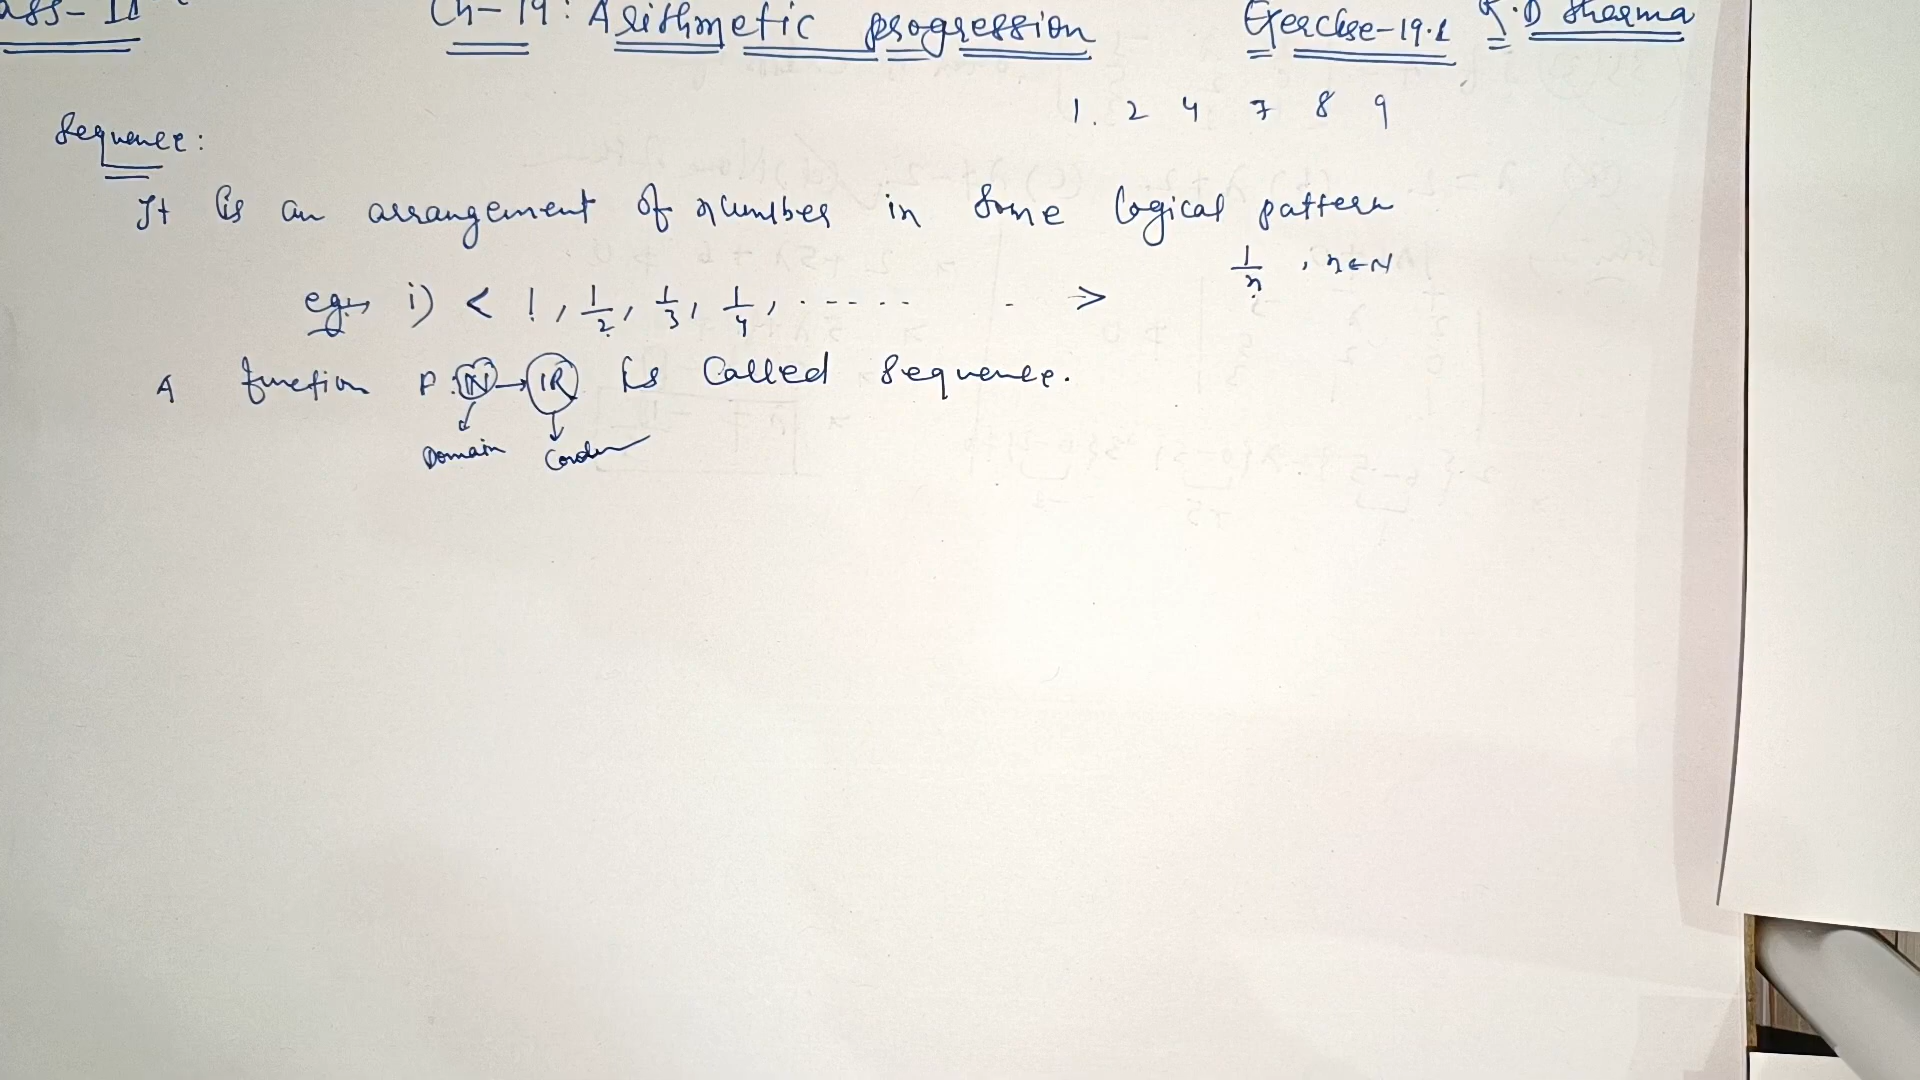 Ch-19: Arithmetic progression Exercise-19.1 R.D Sharma
1. 2 4 7 8 9
Sequence:
It is an arrangement of number in some logical pattern
1/n , n∈N
eg:→ i) < 1, 1/2, 1/3, 1/4, ........ >
A function F:N→R is called sequence.
Domain